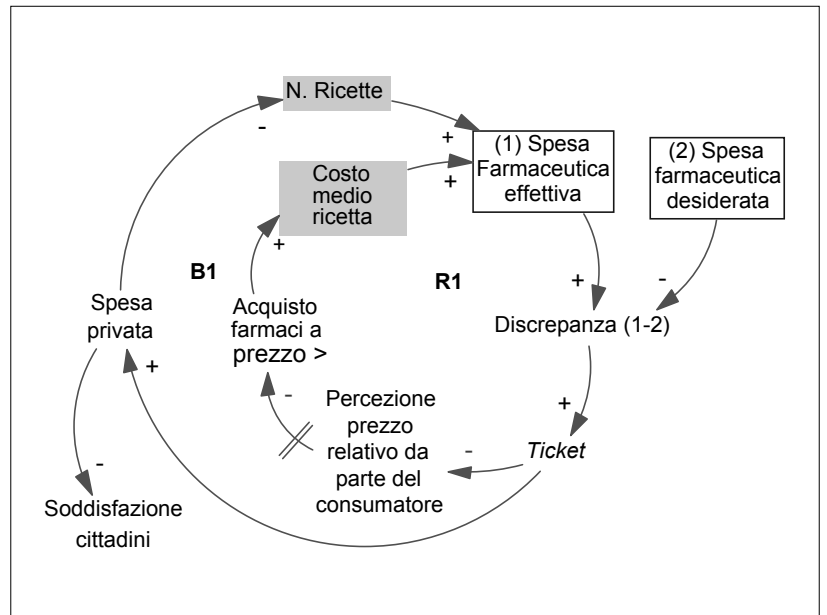 N. Ricette
-
+
(1) Spesa
Farmaceutica
effettiva
(2) Spesa
farmaceutica
desiderata
Costo
medio
ricetta
+
+
B1
R1
+
-
Spesa
privata
Acquisto
farmaci a
prezzo >
Discrepanza (1-2)
+
-
+
Percezione
prezzo
relativo da
parte del
consumatore
-
Ticket
-
Soddisfazione
cittadini